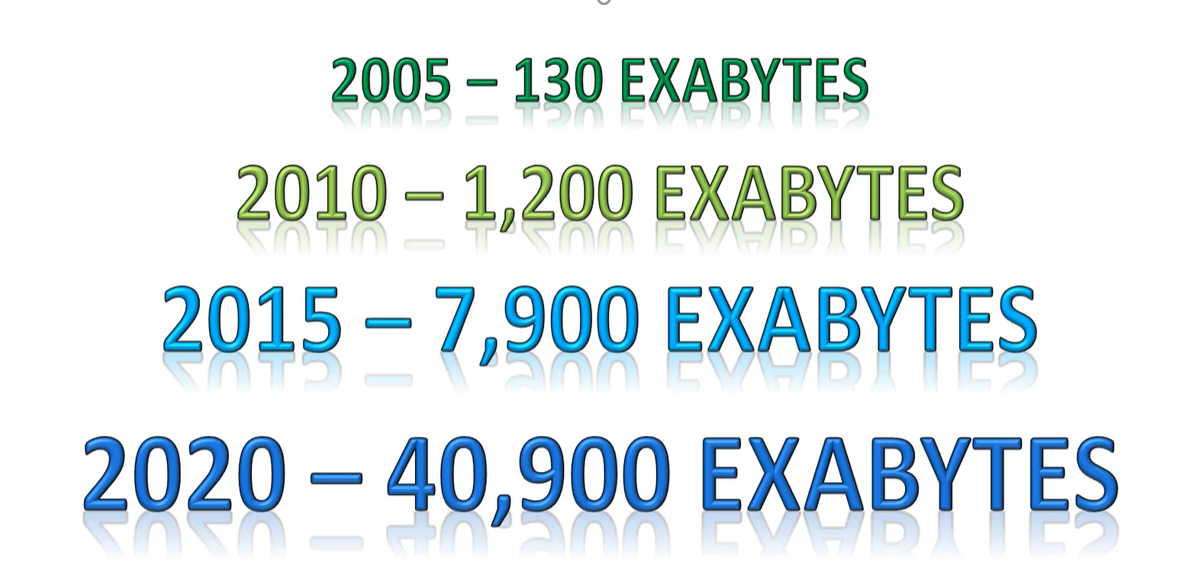 2005 – 130 EXABYTES
2010 – 1,200 EXABYTES
2015 – 7,900 EXABYTES
2020 – 40,900 EXABYTES